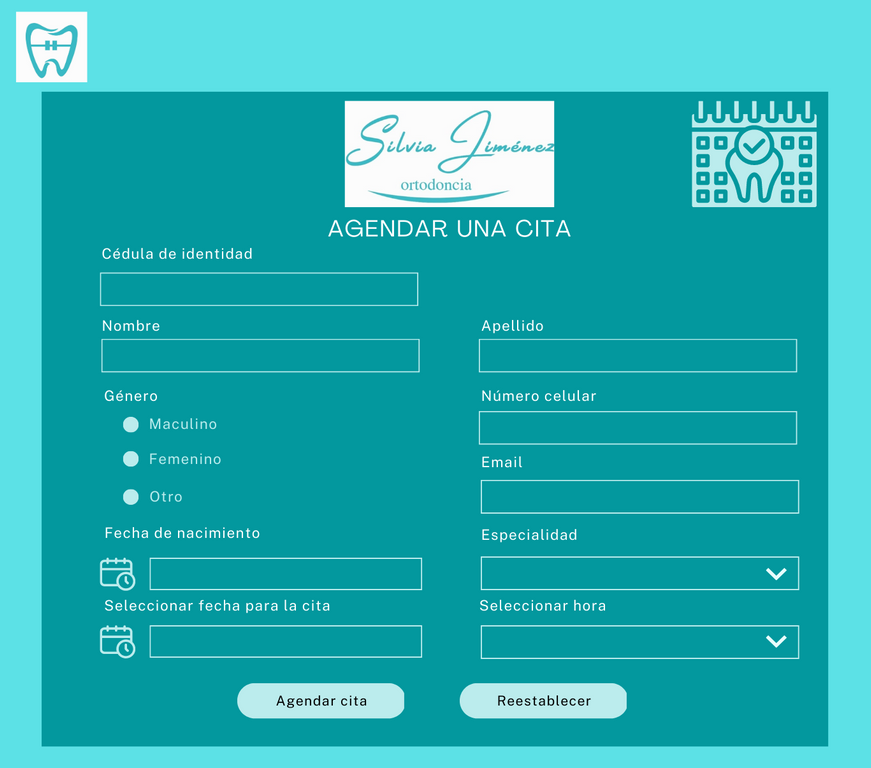 Silvia Jiménez
ortodoncia
AGENDAR UNA CITA
Cédula de identidad
Nombre
Apellido
Género
Número celular
Maculino
Femenino
Email
Otro
Fecha de nacimiento
Especialidad
Seleccionar fecha para la cita
Seleccionar hora
Agendar cita
Reestablecer